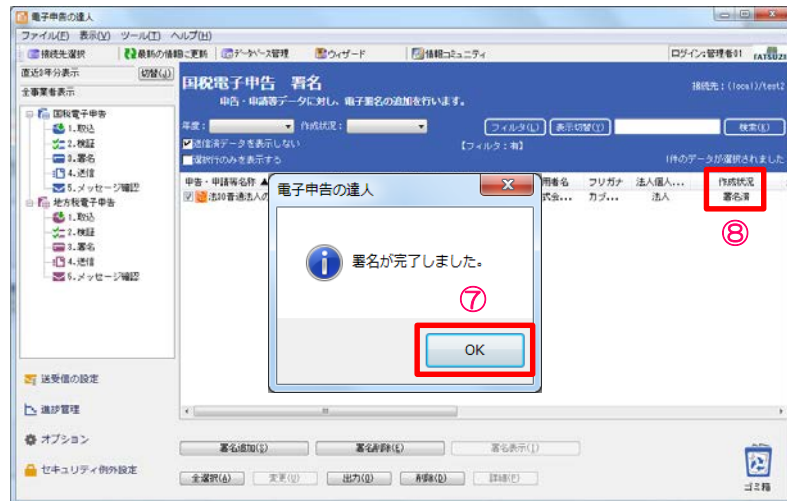 電子申告の達人
ファイル(F) 表示(V) ツール(T) ヘルプ(H)
接続先選択 最新の情報に更新 データベース管理 ウィザード 情報コミュニティ ログイン:管理者01 TATSUZIN
直近3年分表示 切替(J)
全事業者表示
国税電子申告 署名
申告・申請等データに対し、電子署名の追加を行います。
接続先:(local)/test2
国税電子申告
1.取込
2.検証
3.署名
4.送信
5.メッセージ確認
地方税電子申告
1.取込
2.検証
3.署名
4.送信
5.メッセージ確認
年度: 作成状況: フィルタ(L) 表示切替(Y) 検索(K)
送信済データを表示しない 【フィルタ:有】
選択行のみを表示する 1件のデータが選択されました
申告・申請等名称 ▲ 用者名 フリガナ 法人個人... 作成状況
法30普通法人の 式会... カブ... 法人 署名済
電子申告の達人
署名が完了しました。
⑦
OK
⑧
送受信の設定
進捗管理
オプション
セキュリティ例外設定
署名追加(S) 署名削除(E) 署名表示(I)
全選択(A) 変更(U) 出力(O) 削除(D) 詳細(P)
ゴミ箱